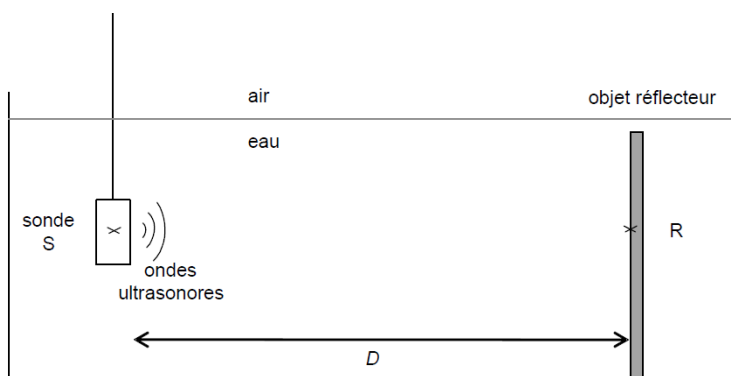 air
objet réflecteur
eau
sonde
S
R
ondes
ultrasonores
D